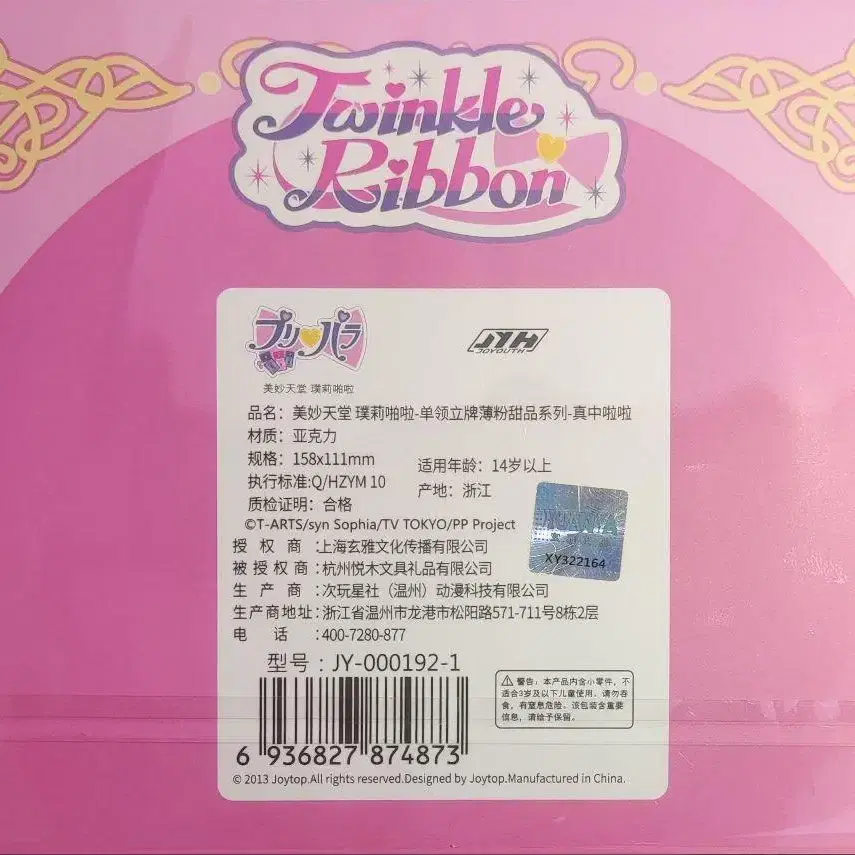 Twinkle
Ribbon
プリパラ
JYH
JOYOUTH
美妙天堂 璞莉啪啦
品名：美妙天堂 璞莉啪啦-单领立牌薄粉甜品系列-真中啦啦
材质：亚克力
规格：158x111mm
适用年龄：14岁以上
执行标准:Q/HZYM 10
产地：浙江
质检证明：合格
©T-ARTS/syn Sophia/TV TOKYO/PP Project
XY322164
授权商:上海玄雅文化传播有限公司
被授权商:杭州悦木文具礼品有限公司
生产商:次玩星社（温州）动漫科技有限公司
生产商地址:浙江省温州市龙港市松阳路571-711号8栋2层
电话:400-7280-877
型号：JY-000192-1
警告：本产品内含小零件，不
适合3岁及以下儿童使用。请勿吞
食，有窒息危险。该包装含重要
信息，请给予保留。
6 936827 874873
© 2013 Joytop.All rights reserved.Designed by Joytop.Manufactured in China.